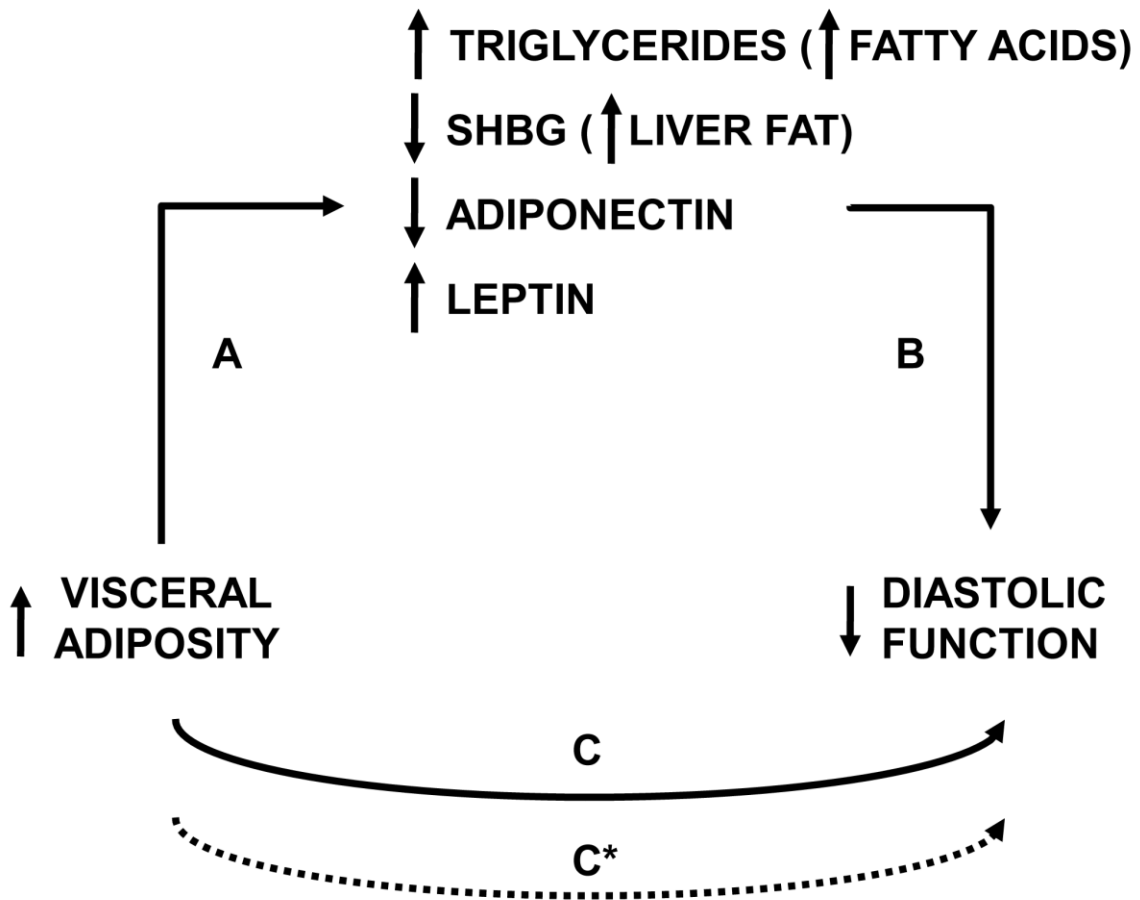 TRIGLYCERIDES (↑ FATTY ACIDS)
SHBG (↑ LIVER FAT)
ADIPONECTIN
LEPTIN
A
B
VISCERAL
ADIPOSITY
DIASTOLIC
FUNCTION
C
C*